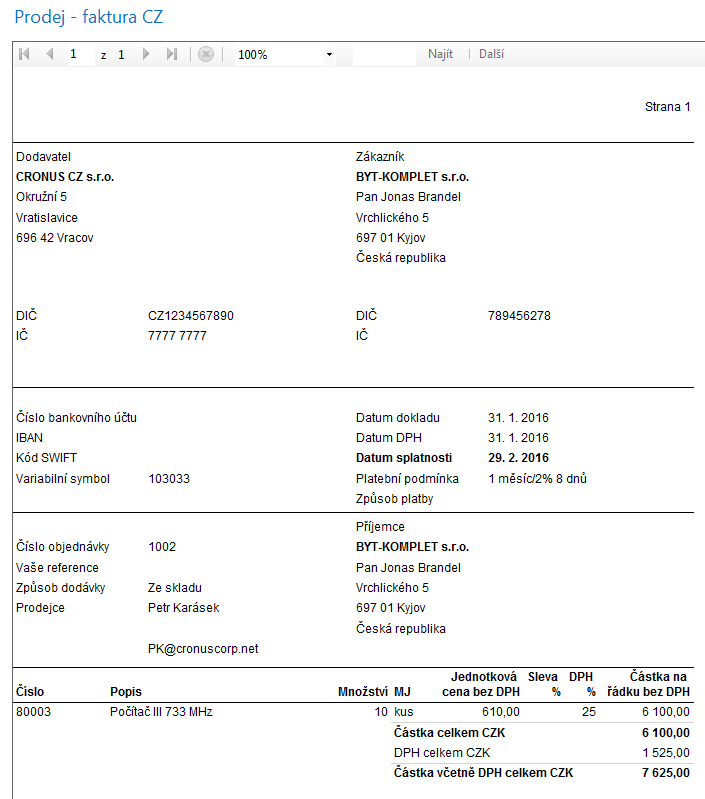 Prodej - faktura CZ
1 z 1 100% Najít Další
Strana 1
Dodavatel
CRONUS CZ s.r.o.
Okružní 5
Vratislavice
696 42 Vracov
Zákazník
BYT-KOMPLET s.r.o.
Pan Jonas Brandel
Vrchlického 5
697 01 Kyjov
Česká republika
DIČ CZ1234567890
IČ 7777 7777
DIČ 789456278
IČ
Číslo bankovního účtu
IBAN
Kód SWIFT
Variabilní symbol 103033
Datum dokladu 31. 1. 2016
Datum DPH 31. 1. 2016
Datum splatnosti 29. 2. 2016
Platební podmínka 1 měsíc/2% 8 dnů
Způsob platby
Číslo objednávky 1002
Vaše reference
Způsob dodávky Ze skladu
Prodejce Petr Karásek
PK@cronuscorp.net
Příjemce
BYT-KOMPLET s.r.o.
Pan Jonas Brandel
Vrchlického 5
697 01 Kyjov
Česká republika
Jednotková Sleva DPH Částka na
Číslo Popis Množství MJ cena bez DPH % % řádku bez DPH
80003 Počítač III 733 MHz 10 kus 610,00 25 6 100,00
Částka celkem CZK 6 100,00
DPH celkem CZK 1 525,00
Částka včetně DPH celkem CZK 7 625,00